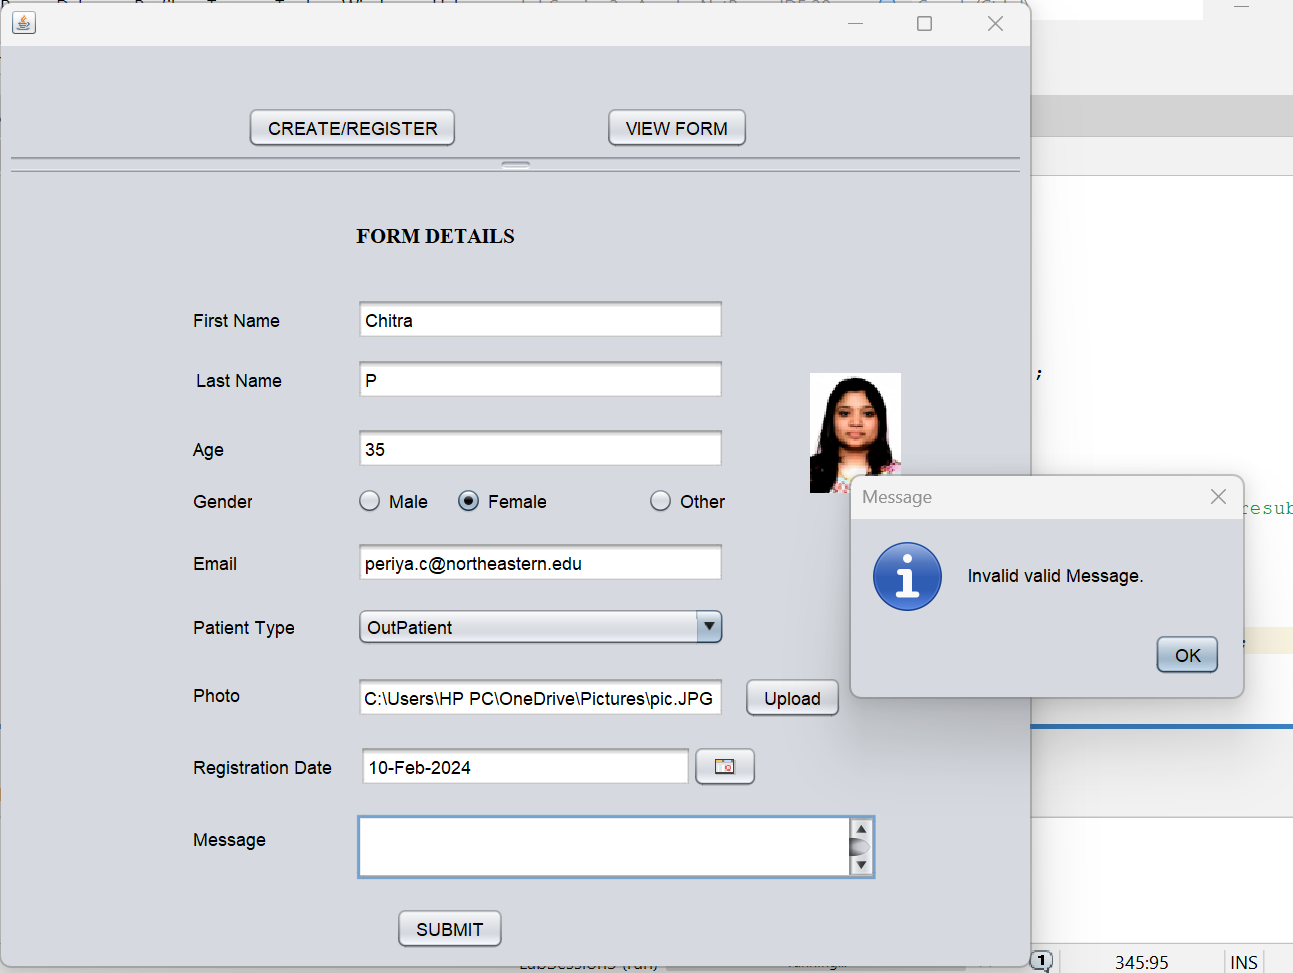 CREATE/REGISTER
VIEW FORM
FORM DETAILS
First Name
Chitra
Last Name
P
;
Age
35
Message
Gender
Male
Female
Other
resub
Email
periya.c@northeastern.edu
Invalid valid Message.
Patient Type
OutPatient
OK
Photo
C:\Users\HP PC\OneDrive\Pictures\pic.JPG
Upload
Registration Date
10-Feb-2024
Message
SUBMIT
1
345:95
INS